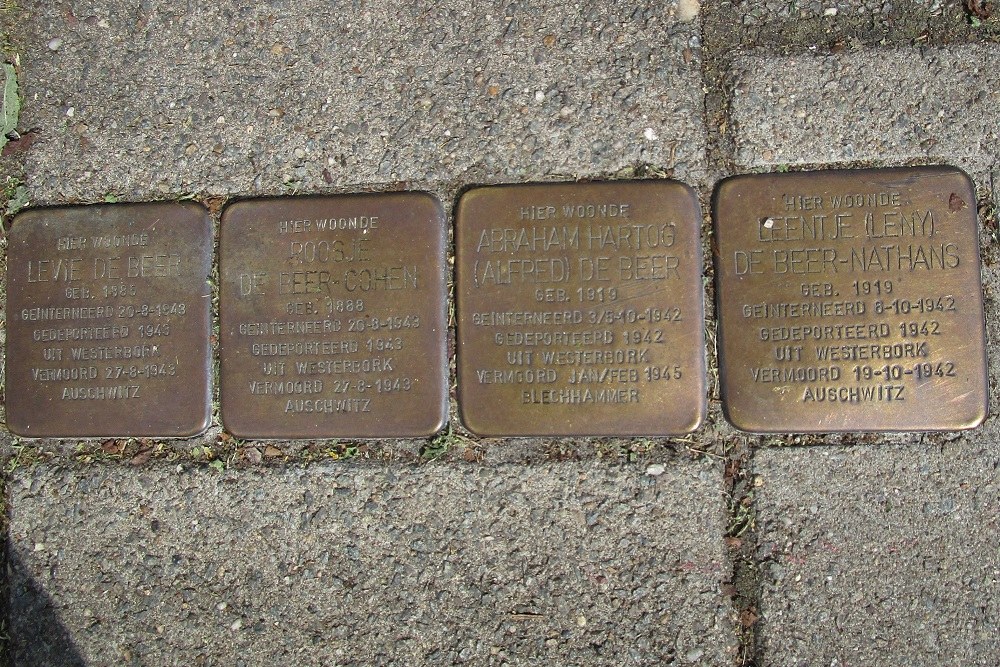 HIER WOONDE
LEVIE DE BEER
GEB.
GEÏNTERNEERD 20-8-1943
GEDEPORTEERD 1943
UIT WESTERBORK
VERMOORD 27-8-1943
AUSCHWITZ
HIER WOONDE
ROOSJE
DE BEER-COHEN
GEB. 1888
GEÏNTERNEERD 20-8-1943
GEDEPORTEERD 1943
UIT WESTERBORK
VERMOORD 27-8-1943
AUSCHWITZ
HIER WOONDE
ABRAHAM HARTOG
(ALFRED) DE BEER
GEB. 1919
GEÏNTERNEERD 3/5-10-1942
GEDEPORTEERD 1942
UIT WESTERBORK
VERMOORD JAN/FEB 1945
BLECHHAMMER
HIER WOONDE
LEENTJE (LENY)
DE BEER-NATHANS
GEB. 1919
GEÏNTERNEERD 8-10-1942
GEDEPORTEERD 1942
UIT WESTERBORK
VERMOORD 19-10-1942
AUSCHWITZ